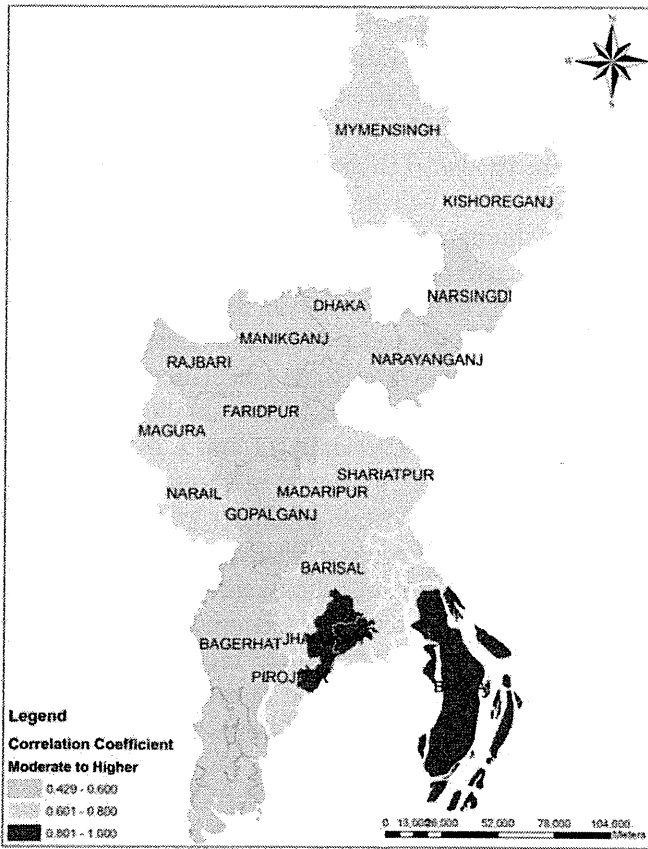 N
W E
S
MYMENSINGH
KISHOREGANJ
NARSINGDI
DHAKA
MANIKGANJ
NARAYANGANJ
RAJBARI
FARIDPUR
MAGURA
SHARIATPUR
NARAIL
MADARIPUR
GOPALGANJ
BARISAL
BAGERHAT
Legend
Correlation Coefficient
Moderate to Higher
0.429 - 0.600
0.601 - 0.800
0.801 - 1.000
52,000 78,000 104,000
Meters